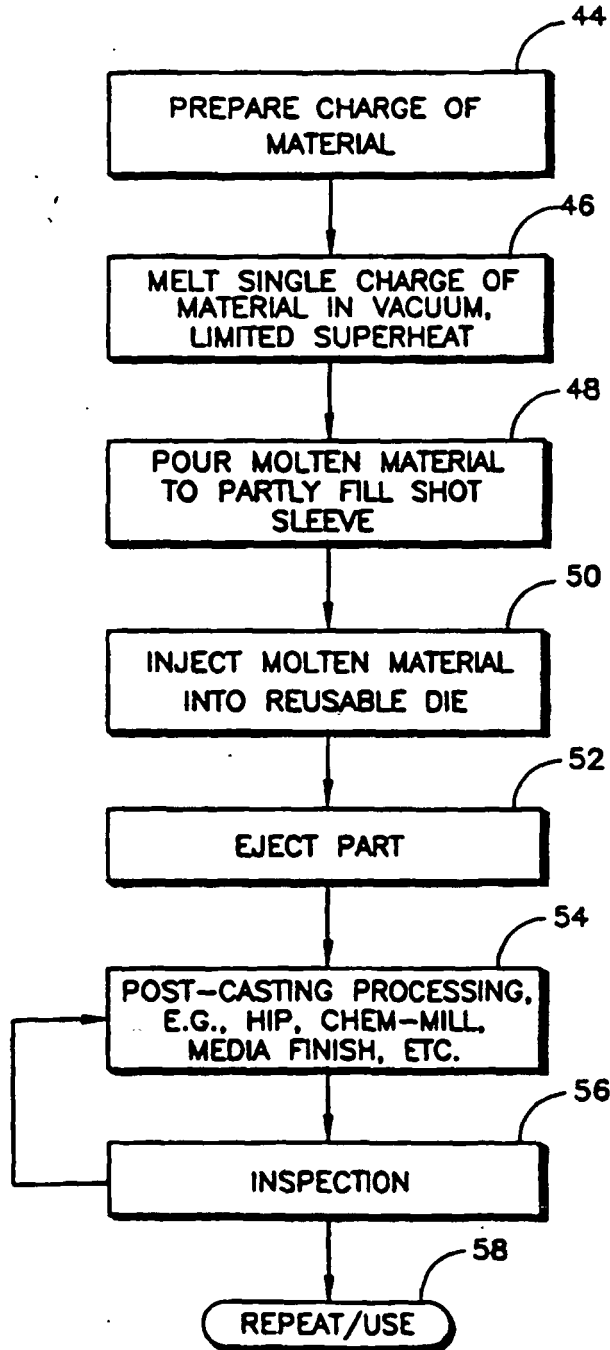 44
PREPARE CHARGE OF
MATERIAL
46
MELT SINGLE CHARGE OF
MATERIAL IN VACUUM,
LIMITED SUPERHEAT
48
POUR MOLTEN MATERIAL
TO PARTLY FILL SHOT
SLEEVE
50
INJECT MOLTEN MATERIAL
INTO REUSABLE DIE
52
EJECT PART
54
POST-CASTING PROCESSING,
E.G., HIP, CHEM-MILL,
MEDIA FINISH, ETC.
56
INSPECTION
58
REPEAT/USE